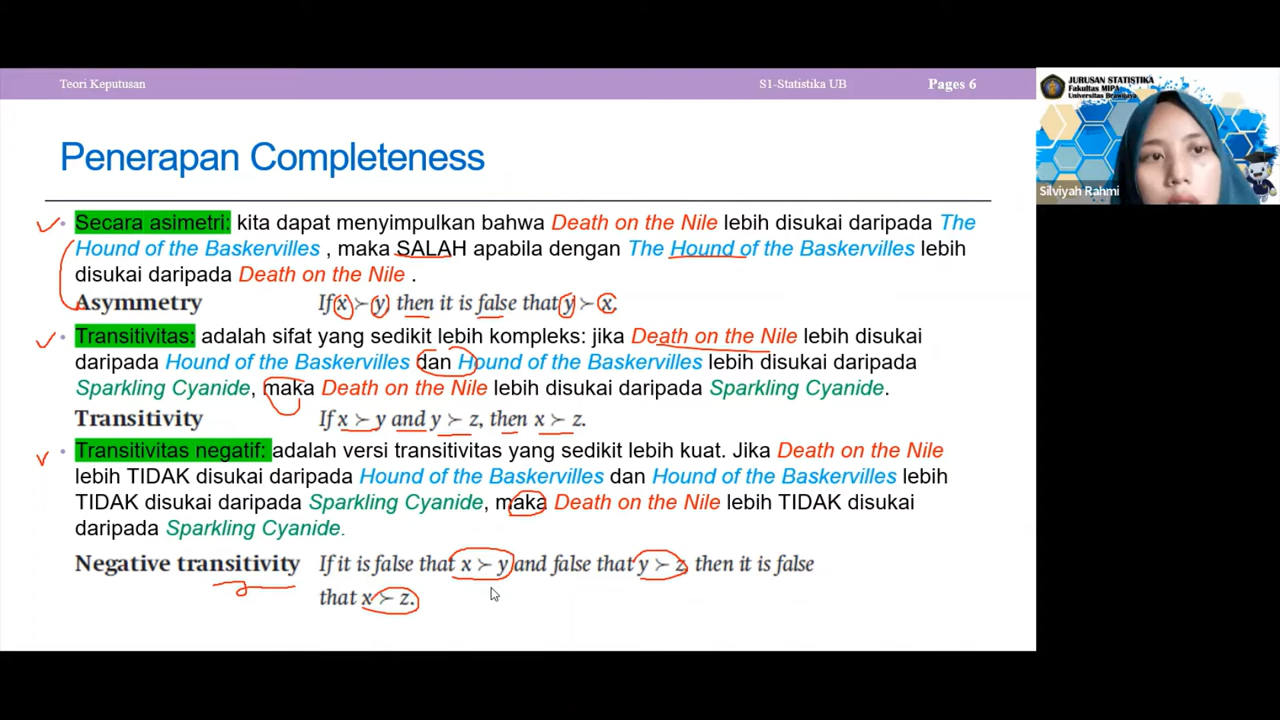 Teori Keputusan
S1-Statistika UB
Pages 6
JURUSAN STATISTIKA
Fakultas MIPA
Universitas Brawijaya
Silviyah Rahmi
Penerapan Completeness
• Secara asimetri: kita dapat menyimpulkan bahwa Death on the Nile lebih disukai daripada The
Hound of the Baskervilles , maka SALAH apabila dengan The Hound of the Baskervilles lebih
disukai daripada Death on the Nile .
Asymmetry If x ≻ y, then it is false that y ≻ x.
• Transitivitas: adalah sifat yang sedikit lebih kompleks: jika Death on the Nile lebih disukai
daripada Hound of the Baskervilles dan Hound of the Baskervilles lebih disukai daripada
Sparkling Cyanide, maka Death on the Nile lebih disukai daripada Sparkling Cyanide.
Transitivity If x ≻ y and y ≻ z, then x ≻ z.
• Transitivitas negatif: adalah versi transitivitas yang sedikit lebih kuat. Jika Death on the Nile
lebih TIDAK disukai daripada Hound of the Baskervilles dan Hound of the Baskervilles lebih
TIDAK disukai daripada Sparkling Cyanide, maka Death on the Nile lebih TIDAK disukai
daripada Sparkling Cyanide.
Negative transitivity If it is false that x ≻ y and false that y ≻ z, then it is false
that x ≻ z.